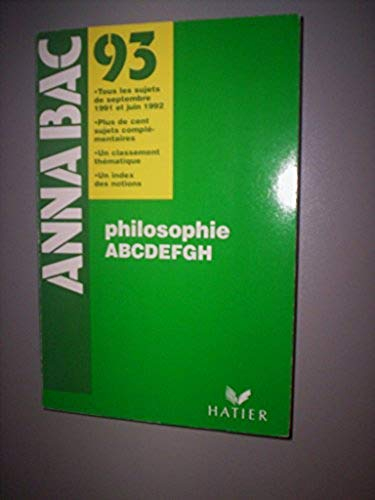 ANNABAC
93
•Tous les sujets
de septembre
1991 et juin 1992
•Plus de cent
sujets complé-
mentaires
•Un classement
thématique
•Un index
des notions
philosophie
ABCDEFGH
HATIER